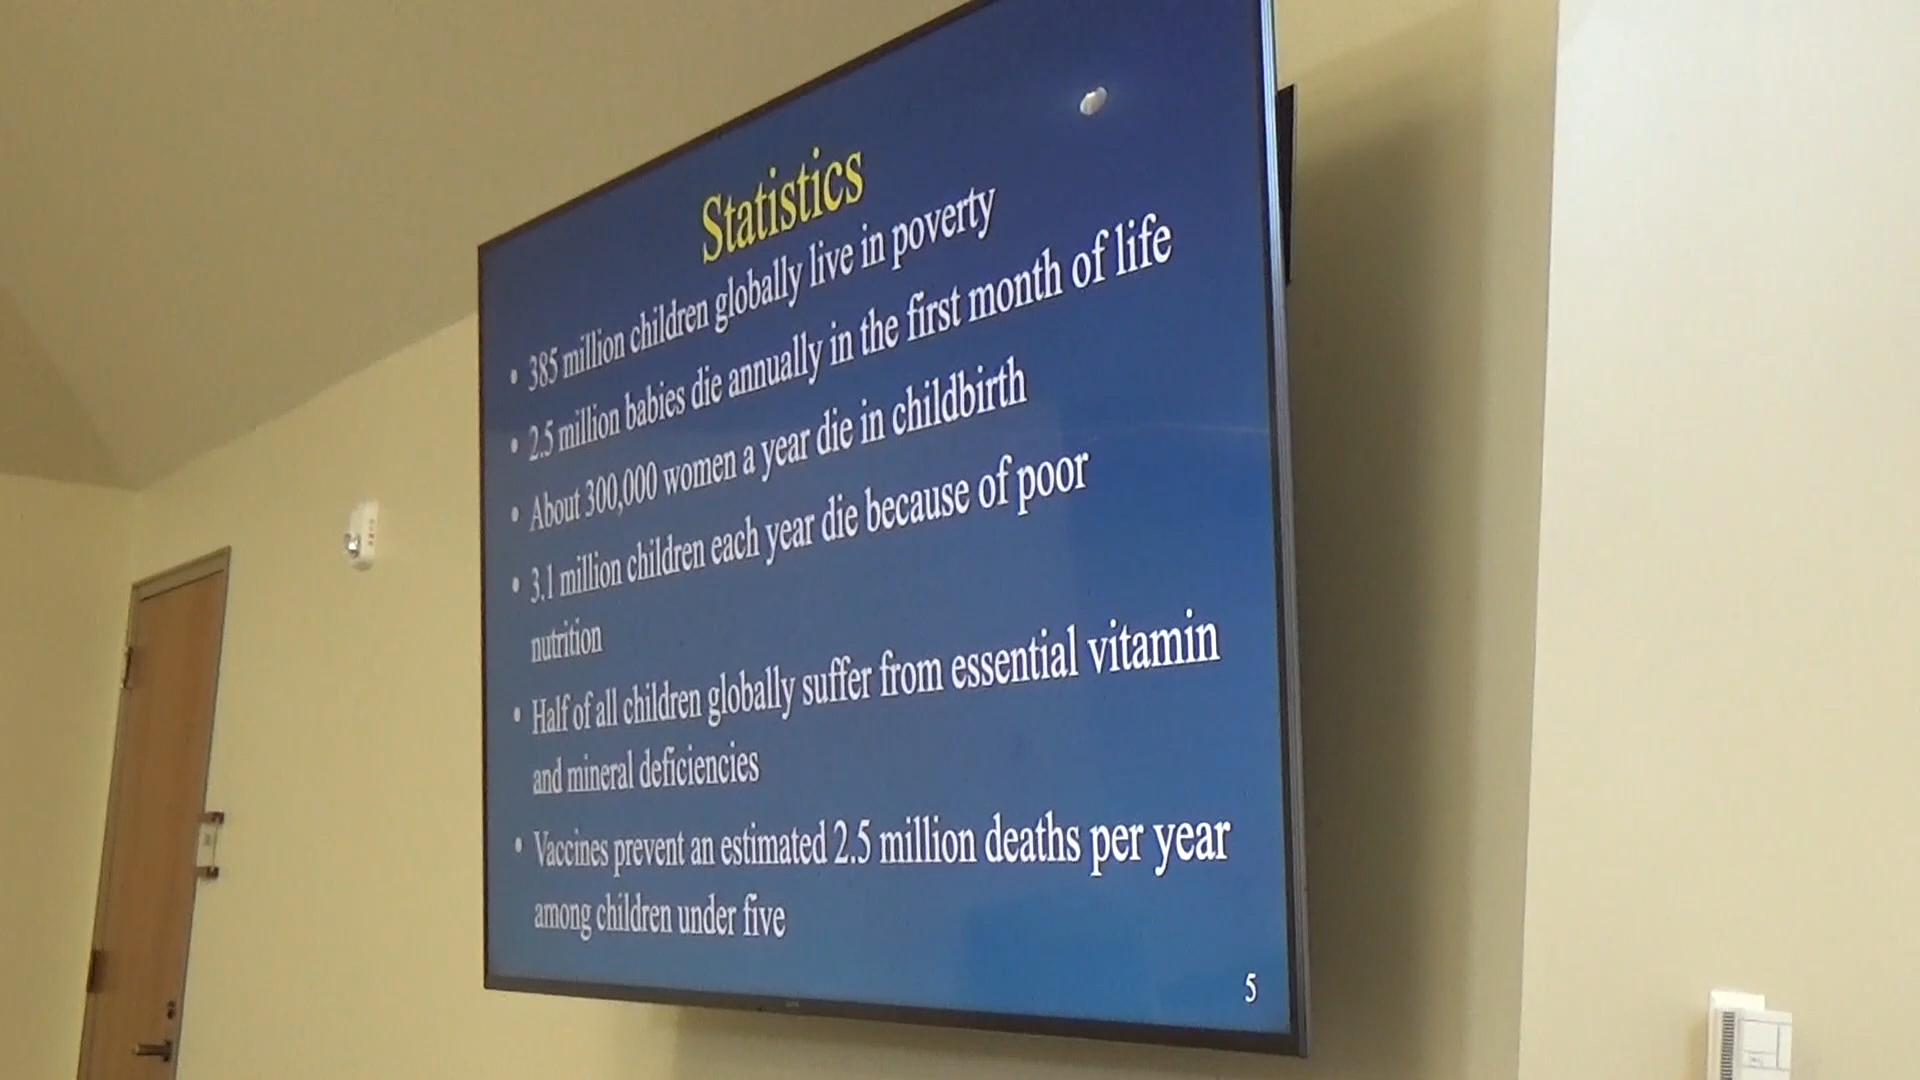 Statistics
• 385 million children globally live in poverty
• 2.5 million babies die annually in the first month of life
• About 300,000 women a year die in childbirth
• 3.1 million children each year die because of poor
nutrition
• Half of all children globally suffer from essential vitamin
and mineral deficiencies
• Vaccines prevent an estimated 2.5 million deaths per year
among children under five
5